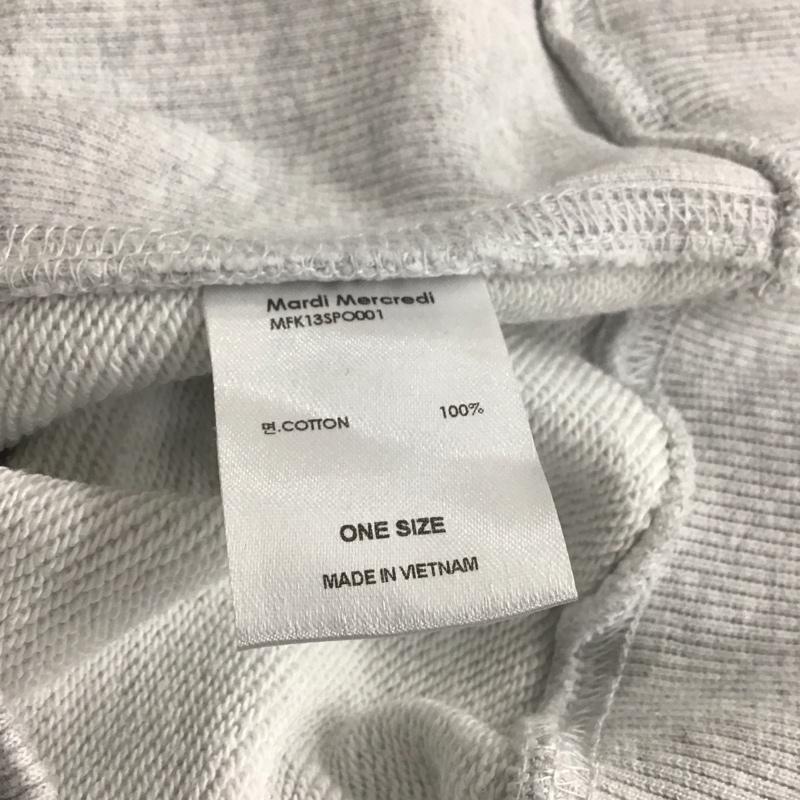 Mardi Mercredi
MFK13SPO001
면.COTTON 100%
ONE SIZE
MADE IN VIETNAM